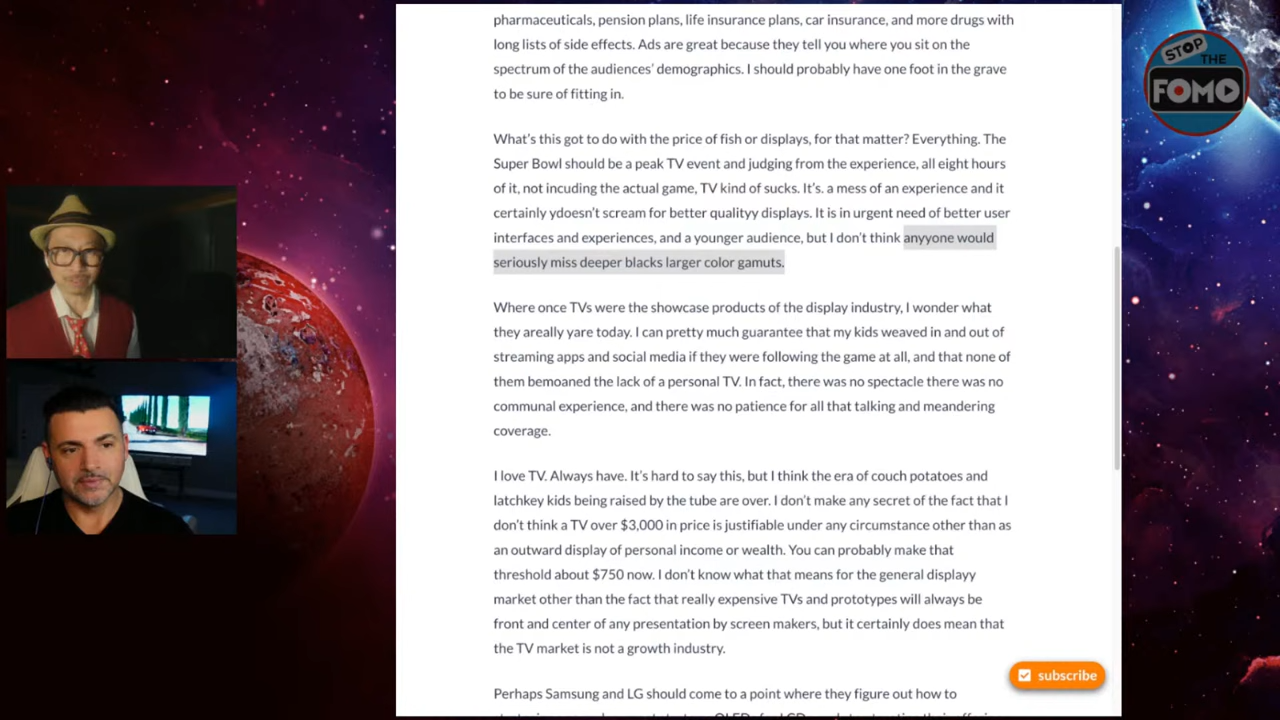 pharmaceuticals, pension plans, life insurance plans, car insurance, and more drugs with
long lists of side effects. Ads are great because they tell you where you sit on the
spectrum of the audiences’ demographics. I should probably have one foot in the grave
to be sure of fitting in.
What’s this got to do with the price of fish or displays, for that matter? Everything. The
Super Bowl should be a peak TV event and judging from the experience, all eight hours
of it, not incuding the actual game, TV kind of sucks. It’s. a mess of an experience and it
certainly ydoesn’t scream for better qualityy displays. It is in urgent need of better user
interfaces and experiences, and a younger audience, but I don’t think anyyone would
seriously miss deeper blacks larger color gamuts.
Where once TVs were the showcase products of the display industry, I wonder what
they areally yare today. I can pretty much guarantee that my kids weaved in and out of
streaming apps and social media if they were following the game at all, and that none of
them bemoaned the lack of a personal TV. In fact, there was no spectacle there was no
communal experience, and there was no patience for all that talking and meandering
coverage.
I love TV. Always have. It’s hard to say this, but I think the era of couch potatoes and
latchkey kids being raised by the tube are over. I don’t make any secret of the fact that I
don’t think a TV over $3,000 in price is justifiable under any circumstance other than as
an outward display of personal income or wealth. You can probably make that
threshold about $750 now. I don’t know what that means for the general displayy
market other than the fact that really expensive TVs and prototypes will always be
front and center of any presentation by screen makers, but it certainly does mean that
the TV market is not a growth industry.
Perhaps Samsung and LG should come to a point where they figure out how to
subscribe
STOP
THE
FOMO